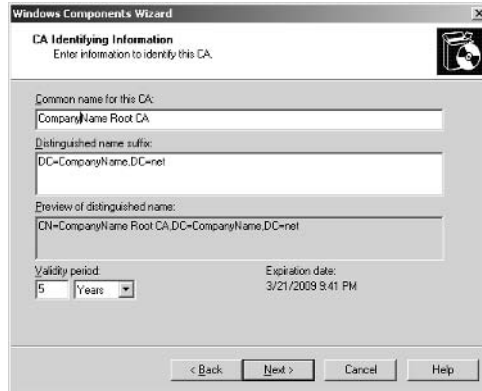 Windows Components Wizard
CA Identifying Information
Enter information to identify this CA.
Common name for this CA:
CompanyName Root CA
Distinguished name suffix:
DC=CompanyName,DC=net
Preview of distinguished name:
CN=CompanyName Root CA,DC=CompanyName,DC=net
Validity period:
Expiration date:
5 Years
3/21/2009 9:41 PM
< Back Next > Cancel Help